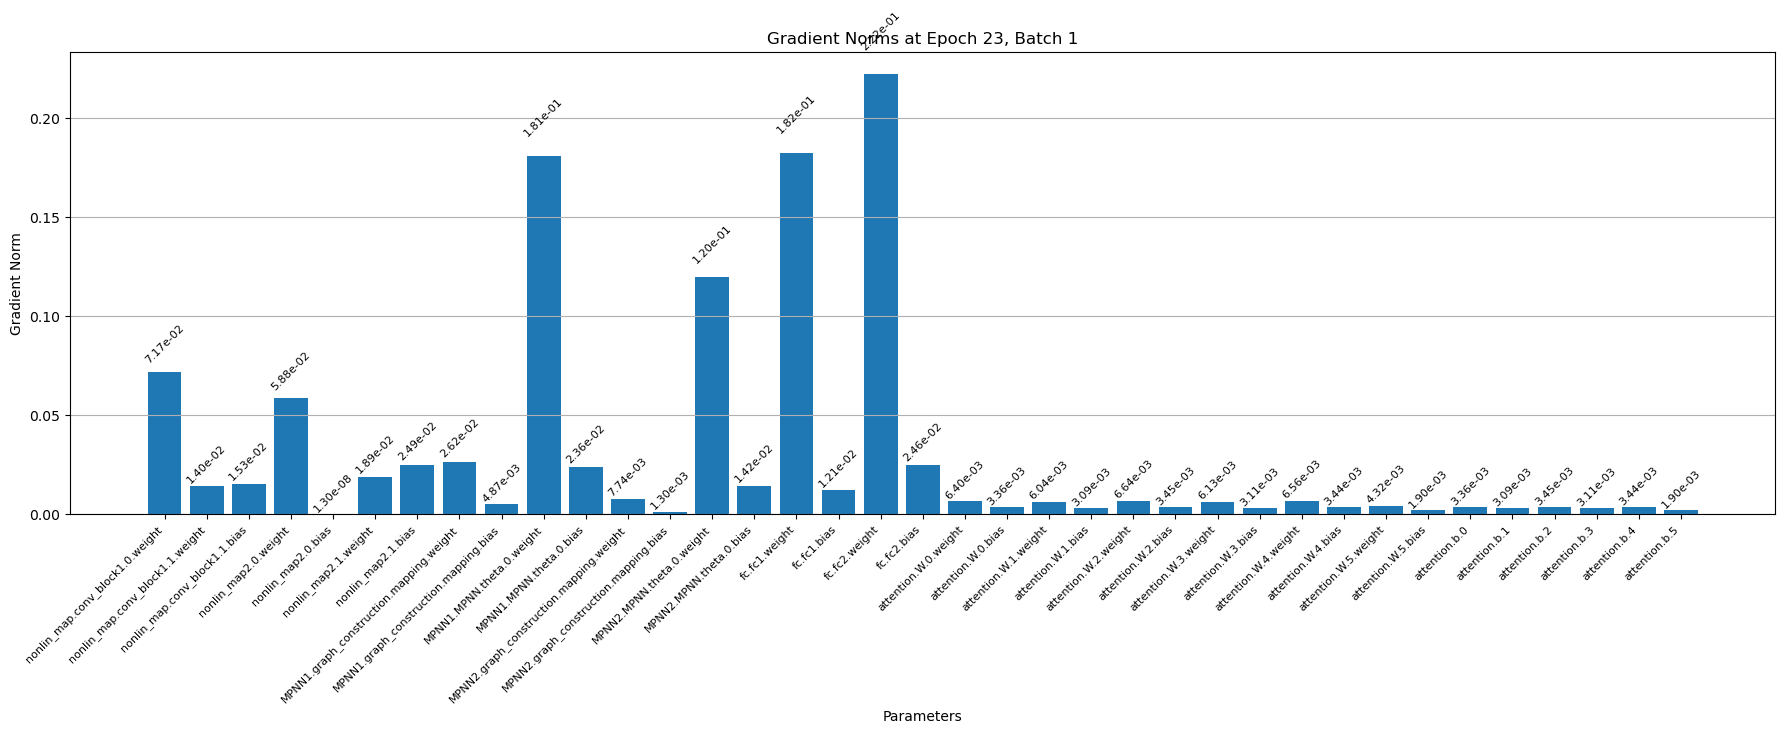 Gradient Norms at Epoch 23, Batch 1
Gradient Norm
0.20
0.15
0.10
0.05
0.00
7.17e-02
1.40e-02
1.53e-02
5.88e-02
1.30e-08
1.89e-02
2.49e-02
2.62e-02
4.87e-03
1.81e-01
2.36e-02
7.74e-03
1.30e-03
1.20e-01
1.42e-02
1.82e-01
1.21e-02
2.22e-01
2.46e-02
6.40e-03
3.36e-03
6.04e-03
3.09e-03
6.64e-03
3.45e-03
6.13e-03
3.11e-03
6.56e-03
3.44e-03
4.32e-03
1.90e-03
3.36e-03
3.09e-03
3.45e-03
3.11e-03
3.44e-03
1.90e-03
nonlin_map.conv_block1.0.weight
nonlin_map.conv_block1.1.weight
nonlin_map.conv_block1.1.bias
nonlin_map2.0.weight
nonlin_map2.0.bias
nonlin_map2.1.weight
nonlin_map2.1.bias
MPNN1.graph_construction.mapping.weight
MPNN1.graph_construction.mapping.bias
MPNN1.MPNN.theta.0.weight
MPNN1.MPNN.theta.0.bias
MPNN2.graph_construction.mapping.weight
MPNN2.graph_construction.mapping.bias
MPNN2.MPNN.theta.0.weight
MPNN2.MPNN.theta.0.bias
fc.fc1.weight
fc.fc1.bias
fc.fc2.weight
fc.fc2.bias
attention.W.0.weight
attention.W.0.bias
attention.W.1.weight
attention.W.1.bias
attention.W.2.weight
attention.W.2.bias
attention.W.3.weight
attention.W.3.bias
attention.W.4.weight
attention.W.4.bias
attention.W.5.weight
attention.W.5.bias
attention.b.0
attention.b.1
attention.b.2
attention.b.3
attention.b.4
attention.b.5
Parameters